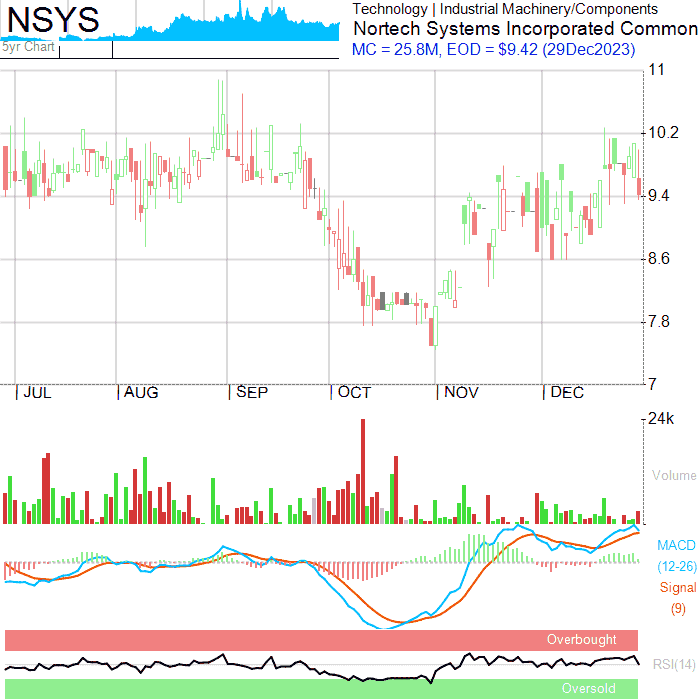 NSYS
5yr Chart
Technology | Industrial Machinery/Components
Nortech Systems Incorporated Common
MC = 25.8M, EOD = $9.42 (29Dec2023)
11
10.2
9.4
8.6
7.8
7
JUL AUG SEP OCT NOV DEC
24k
Volume
MACD
(12-26)
Signal
(9)
Overbought
RSI(14)
Oversold